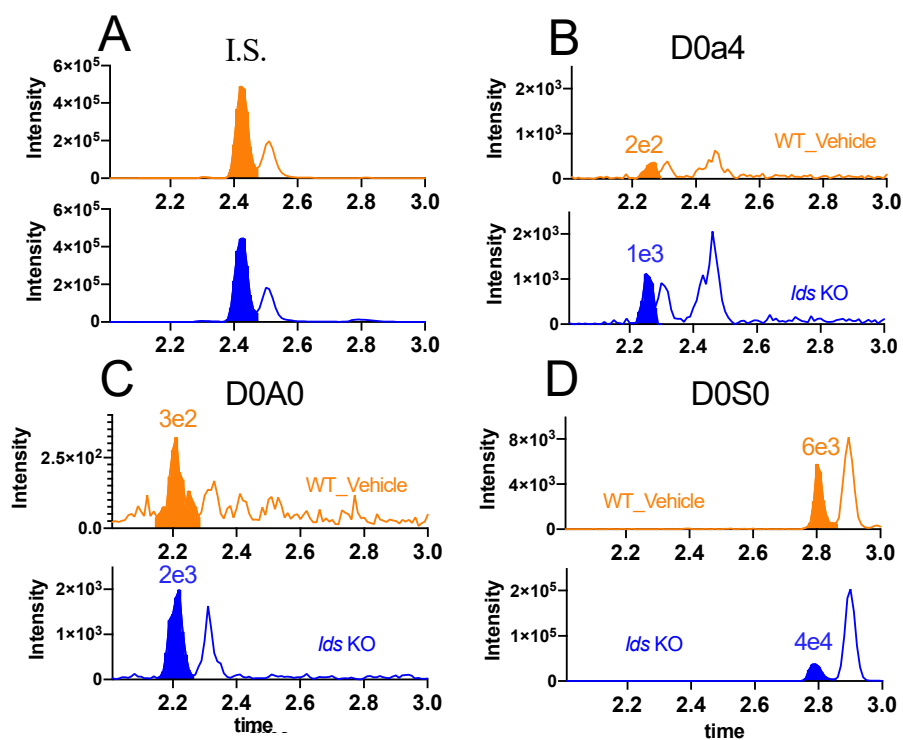 A
I.S.
Intensity
6×10⁵
4×10⁵
2×10⁵
0
2.2 2.4 2.6 2.8 3.0
Intensity
6×10⁵
4×10⁵
2×10⁵
0
2.2 2.4 2.6 2.8 3.0
B
D0a4
Intensity
2×10³
1×10³
0
2e2
WT_Vehicle
2.2 2.4 2.6 2.8 3.0
Intensity
2×10³
1×10³
0
1e3
Ids KO
2.2 2.4 2.6 2.8 3.0
C
D0A0
Intensity
2.5×10²
0.0
3e2
WT_Vehicle
2.2 2.4 2.6 2.8 3.0
Intensity
2×10³
1×10³
0
2e3
Ids KO
2.2 2.4 2.6 2.8 3.0
time
D
D0S0
Intensity
8×10³
4×10³
0
6e3
WT_Vehicle
2.2 2.4 2.6 2.8 3.0
Intensity
2×10⁵
1×10⁵
0
Ids KO
4e4
2.2 2.4 2.6 2.8 3.0
time